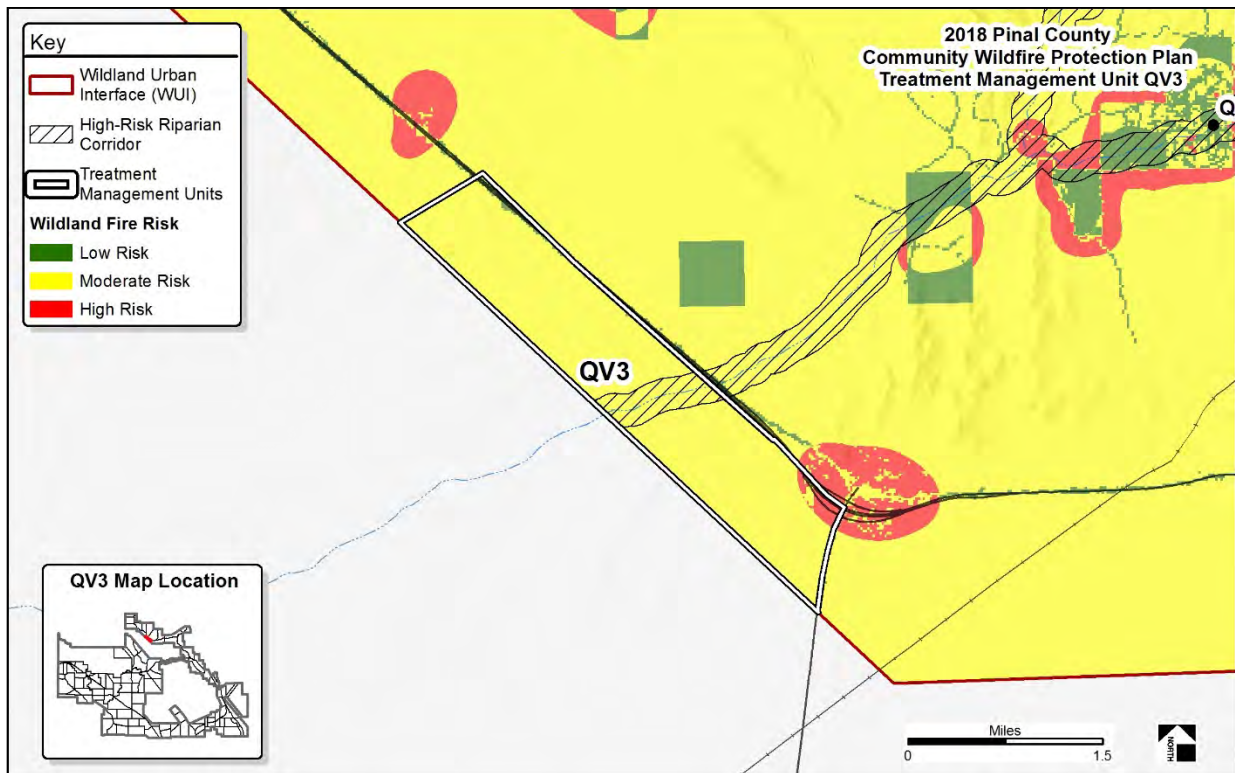 Key
Wildland Urban
Interface (WUI)
High-Risk Riparian
Corridor
Treatment
Management Units
Wildland Fire Risk
Low Risk
Moderate Risk
High Risk
2018 Pinal County
Community Wildfire Protection Plan
Treatment Management Unit QV3
Q
QV3
QV3 Map Location
Miles
0
1.5
NORTH